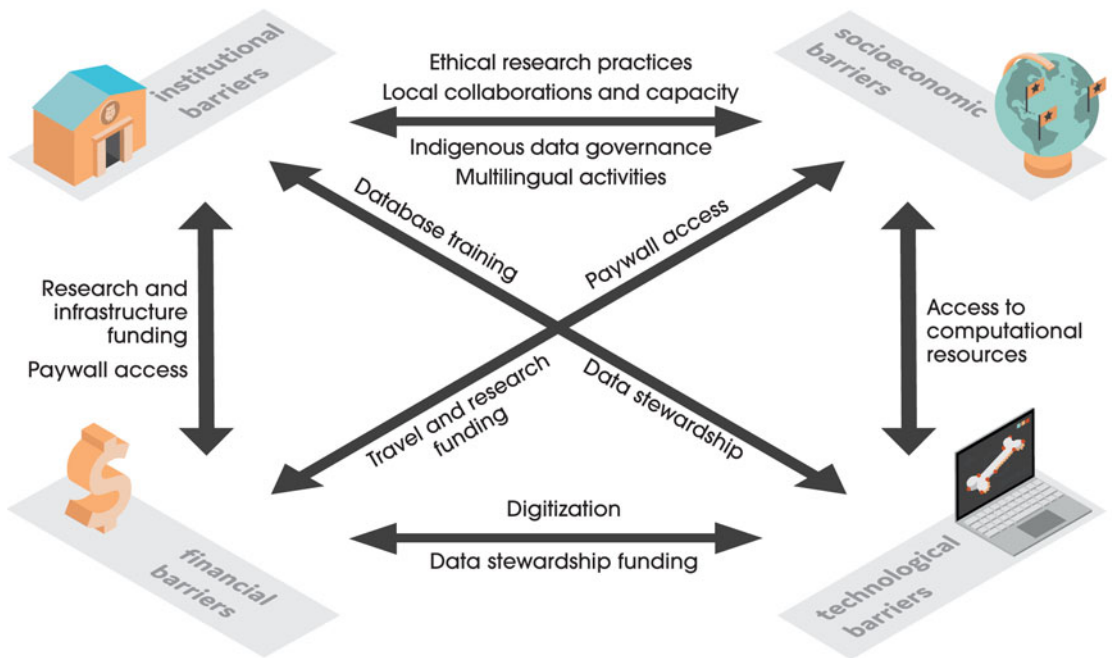 institutional
barriers
Ethical research practices
Local collaborations and capacity
Indigenous data governance
Multilingual activities
socioeconomic
barriers
Database training
Paywall access
Research and
infrastructure
funding
Paywall access
Access to
computational
resources
Travel and research
funding
Data stewardship
Digitization
Data stewardship funding
financial
barriers
technological
barriers